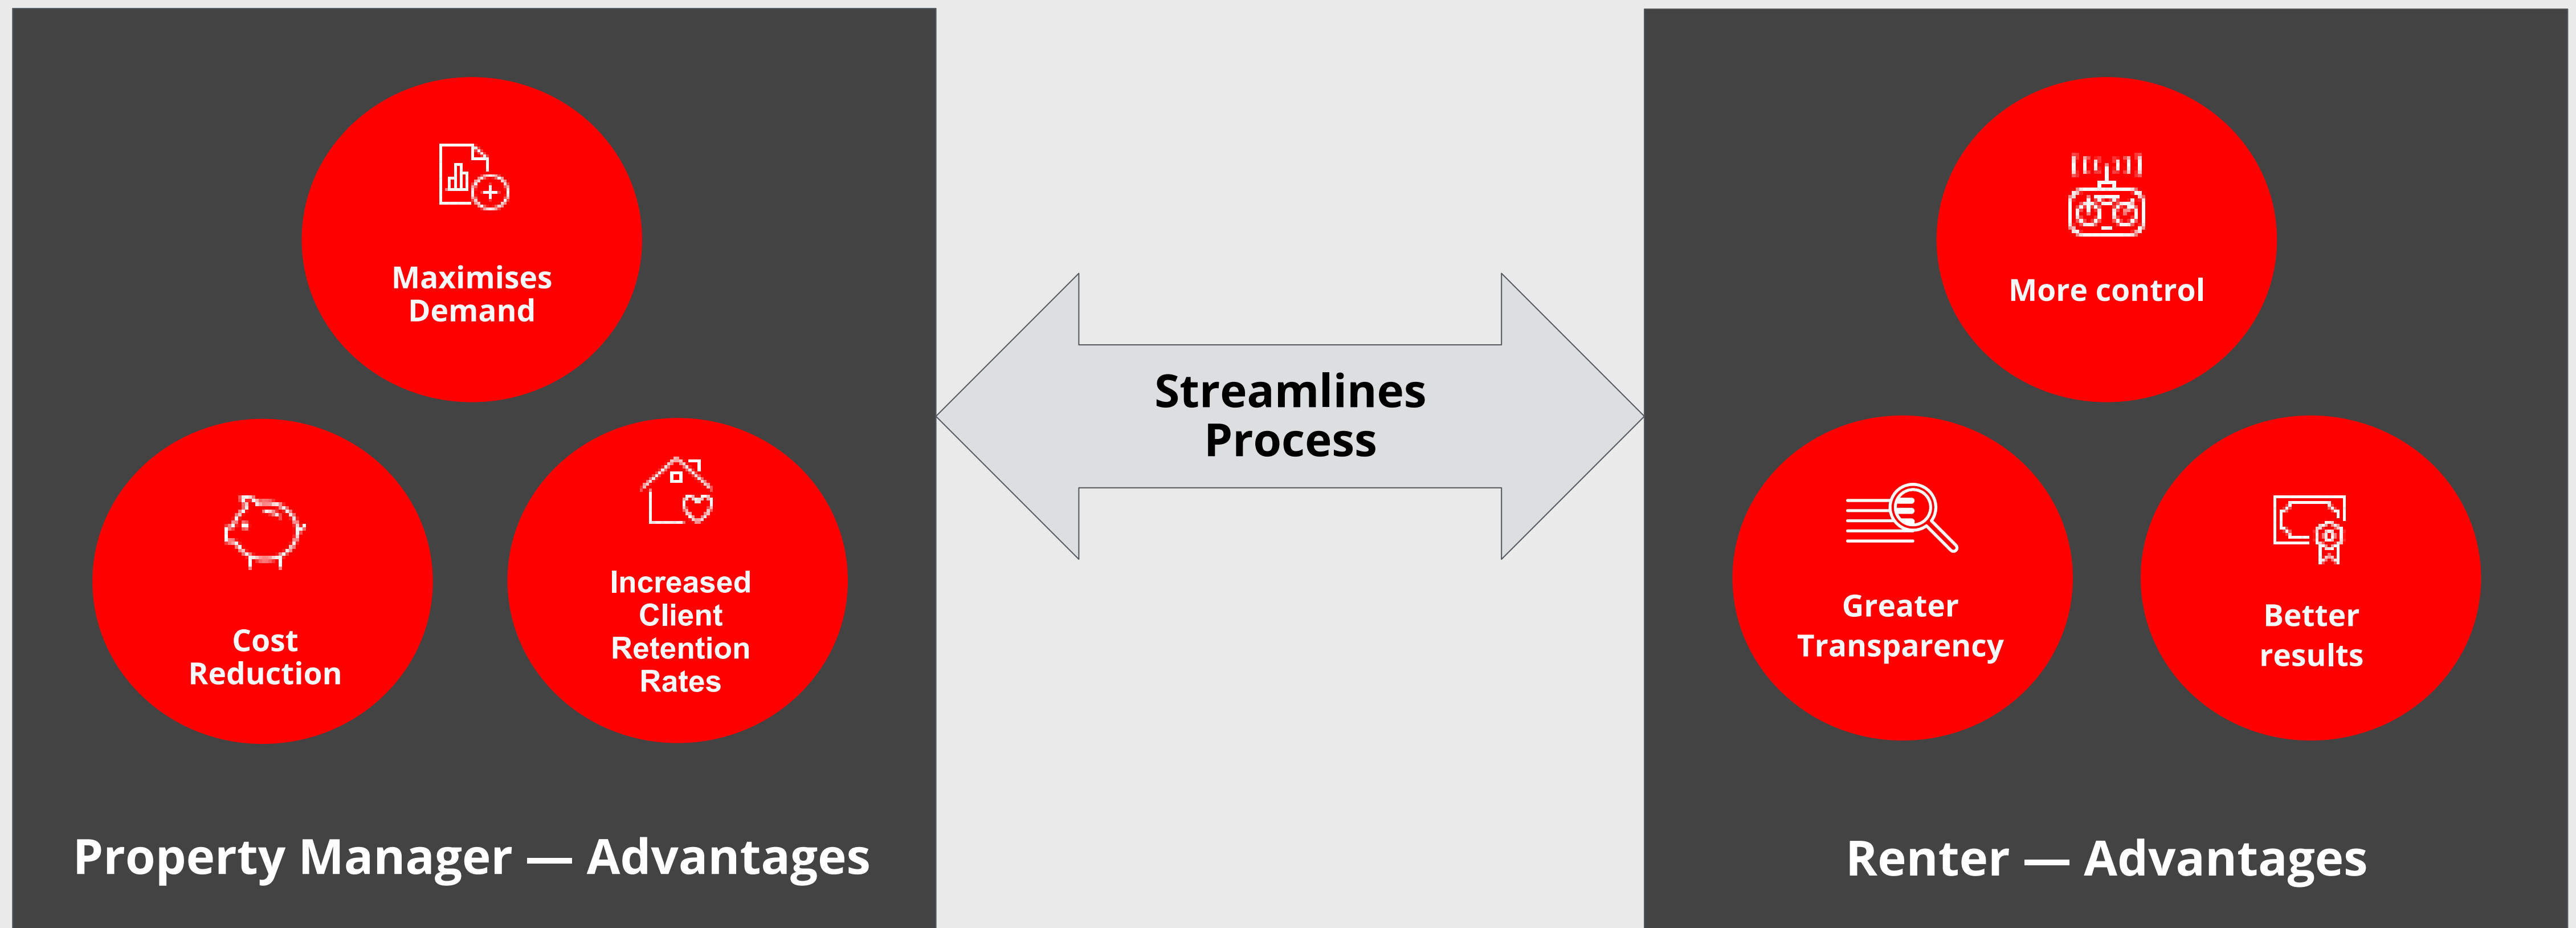 Maximises
Demand
Cost
Reduction
Increased
Client
Retention
Rates
Property Manager — Advantages
Streamlines
Process
More control
Greater
Transparency
Better
results
Renter — Advantages